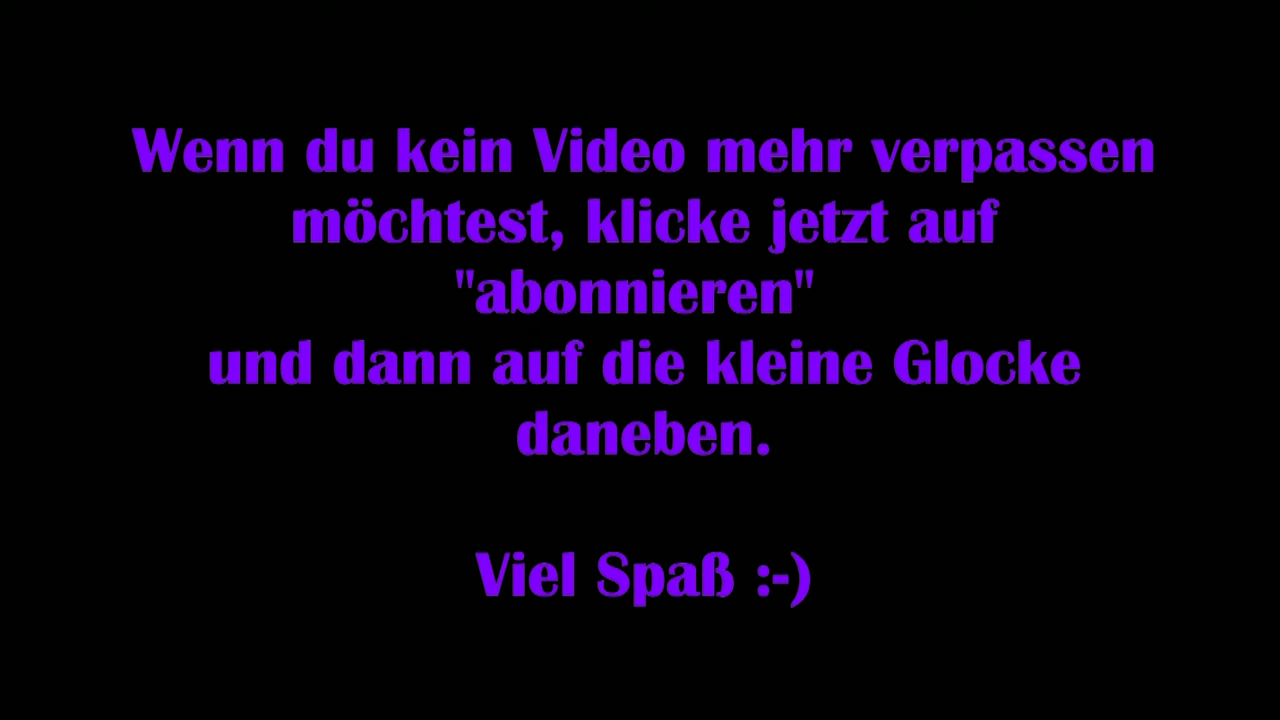 Wenn du kein Video mehr verpassen
möchtest, klicke jetzt auf
"abonnieren"
und dann auf die kleine Glocke
daneben.
Viel Spaß :-)